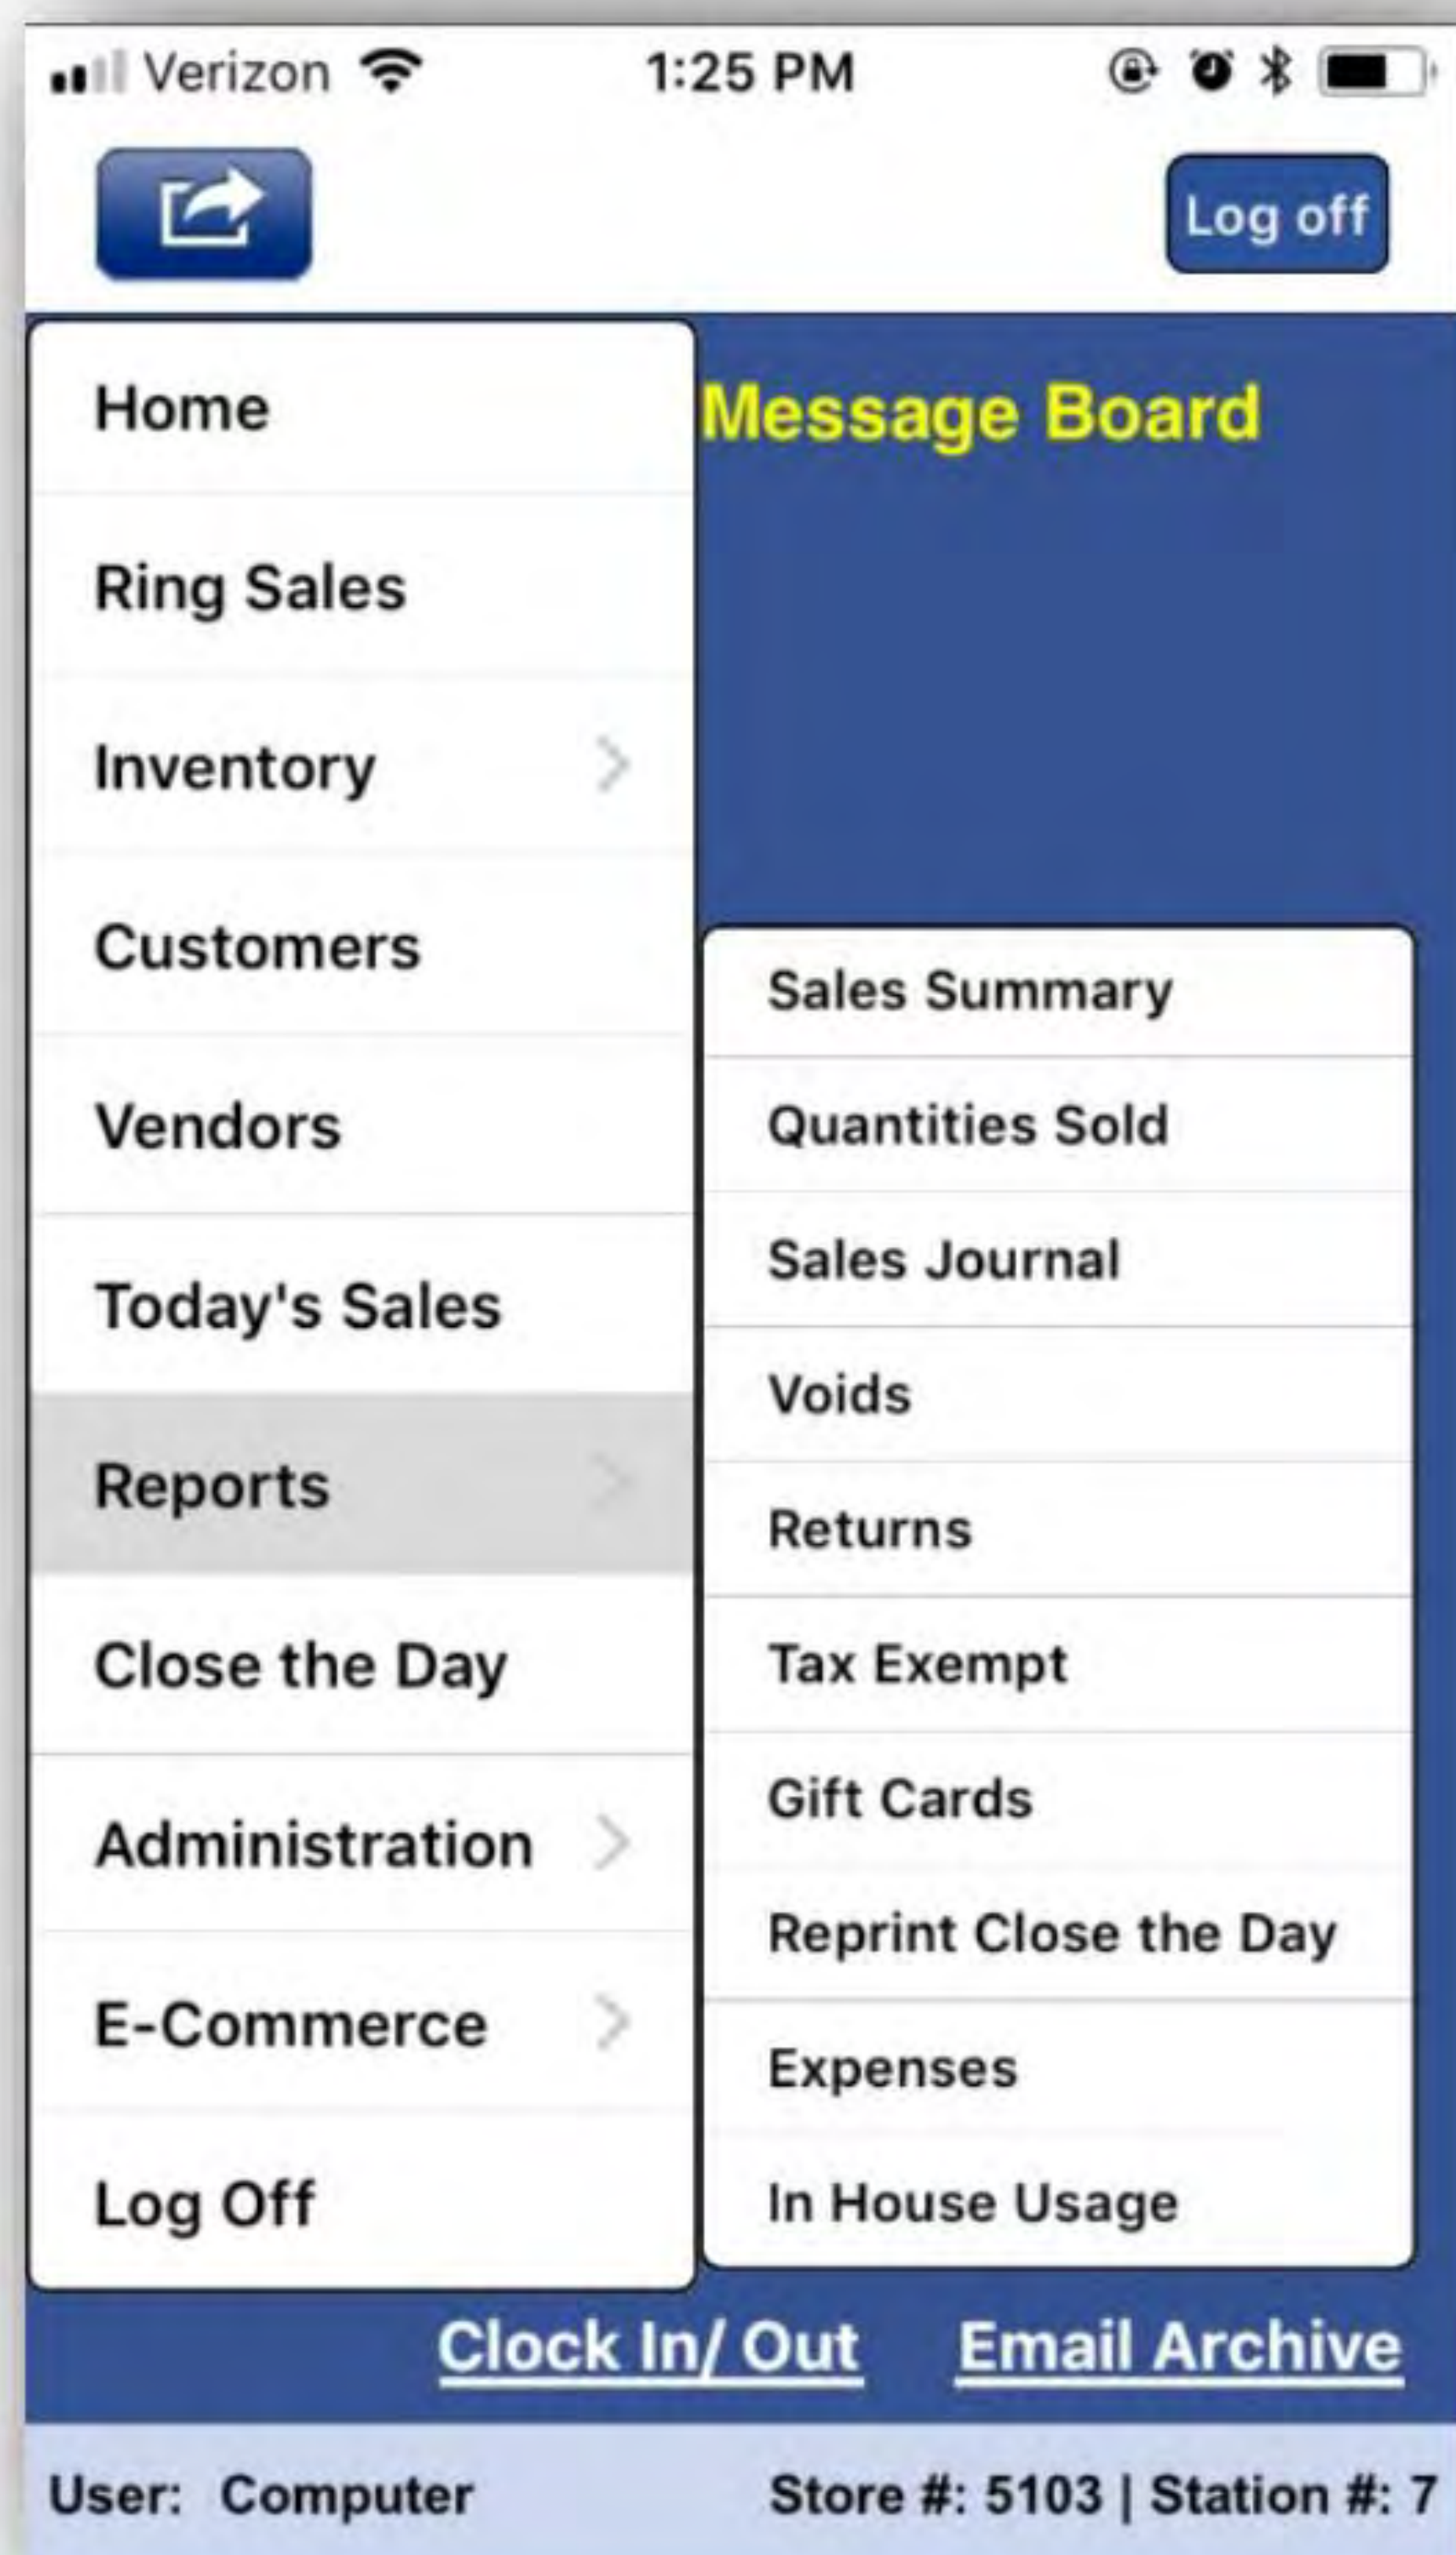 Verizon 1:25 PM
Log off
Home
Ring Sales
Inventory
Customers
Vendors
Today's Sales
Reports
Close the Day
Administration
E-Commerce
Log Off
Message Board
Sales Summary
Quantities Sold
Sales Journal
Voids
Returns
Tax Exempt
Gift Cards
Reprint Close the Day
Expenses
In House Usage
Clock In/ Out Email Archive
User: Computer Store #: 5103 | Station #: 7